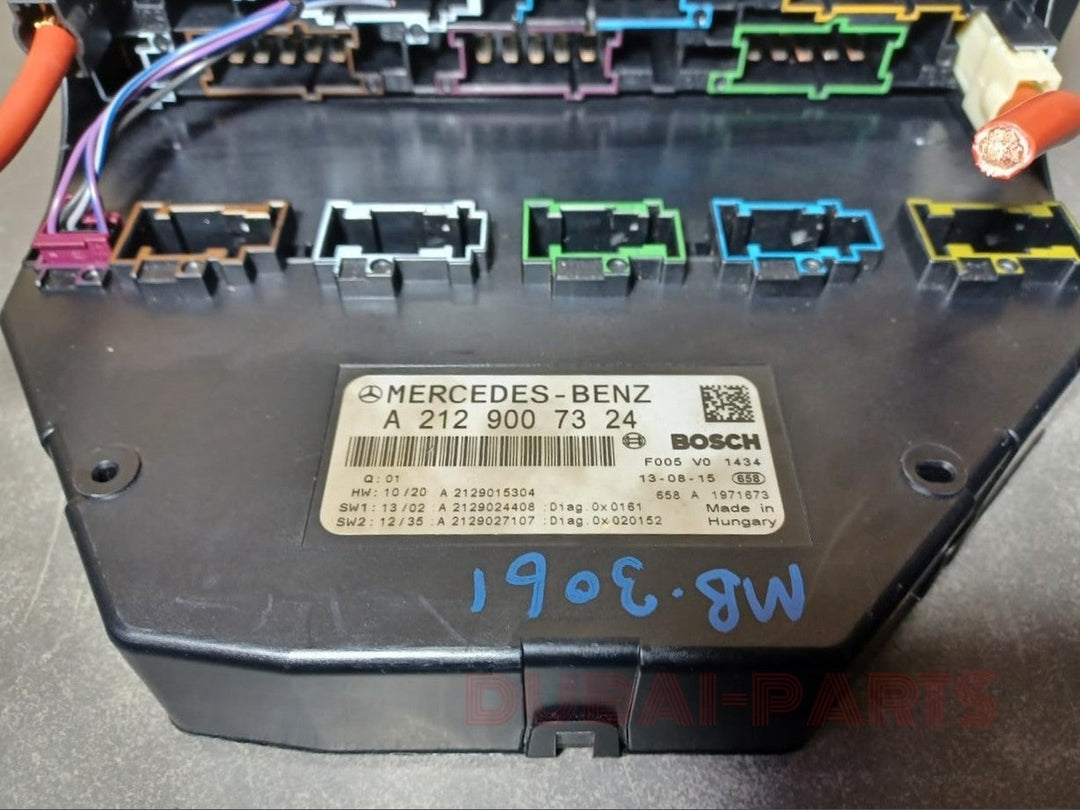 MERCEDES-BENZ
A 212 900 73 24
BOSCH
F005 V0 1434
Q: 01
13-08-15 658
HW: 10/20 A 2129015304
658 A 1971673
SW1: 13/02 :A 2129024408 :Diag.0x0161
Made in
SW2: 12/35 :A 2129027107 :Diag.0x020152
Hungary
MB.3061
DUBAI-PARTS